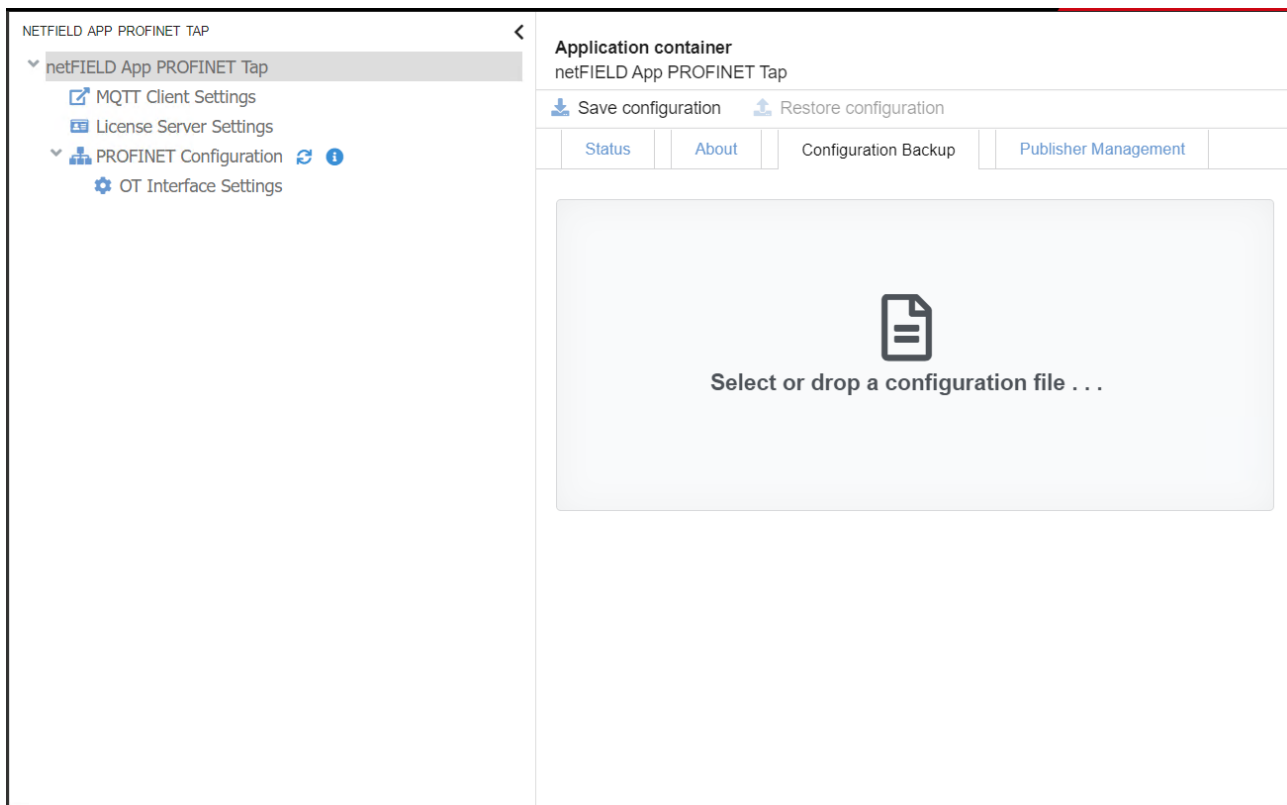 NETFIELD APP PROFINET TAP
netFIELD App PROFINET Tap
MQTT Client Settings
License Server Settings
PROFINET Configuration
OT Interface Settings
Application container
netFIELD App PROFINET Tap
Save configuration Restore configuration
Status About Configuration Backup Publisher Management
Select or drop a configuration file . . .